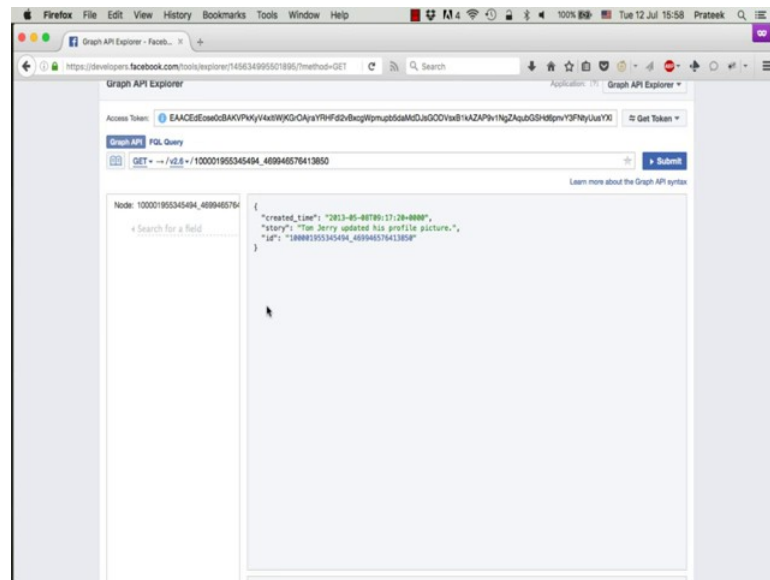 Firefox File Edit View History Bookmarks Tools Window Help 4 100% Tue 12 Jul 15:58 Prateek
Graph API Explorer - Faceb... × +
https://developers.facebook.com/tools/explorer/145634995501895/?method=GET Search
Graph API Explorer Application: [?] Graph API Explorer
Access Token: Get Token
Graph API FQL Query
GET → / v2.6 / 100001955345494_469946576413850 Submit
Learn more about the Graph API syntax
Node: 100001955345494_4699465764
+ Search for a field
{
"created_time": "2013-05-08T09:17:20+0000",
"story": "Tom Jerry updated his profile picture.",
"id": "100001955345494_469946576413850"
}